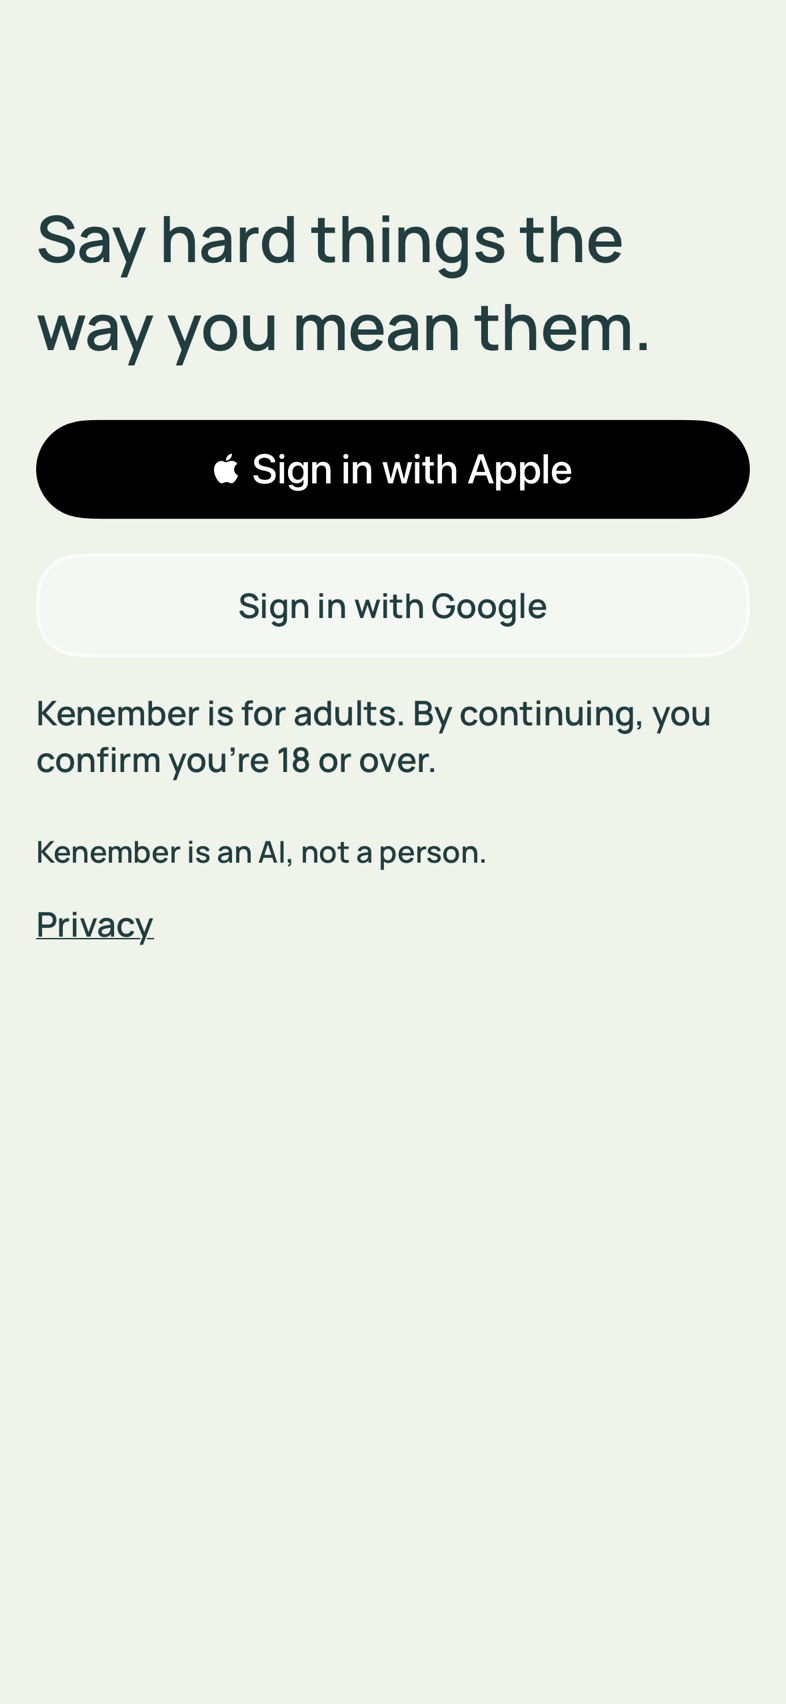 Say hard things the
way you mean them.
Sign in with Apple
Sign in with Google
Kenember is for adults. By continuing, you
confirm you’re 18 or over.
Kenember is an AI, not a person.
Privacy